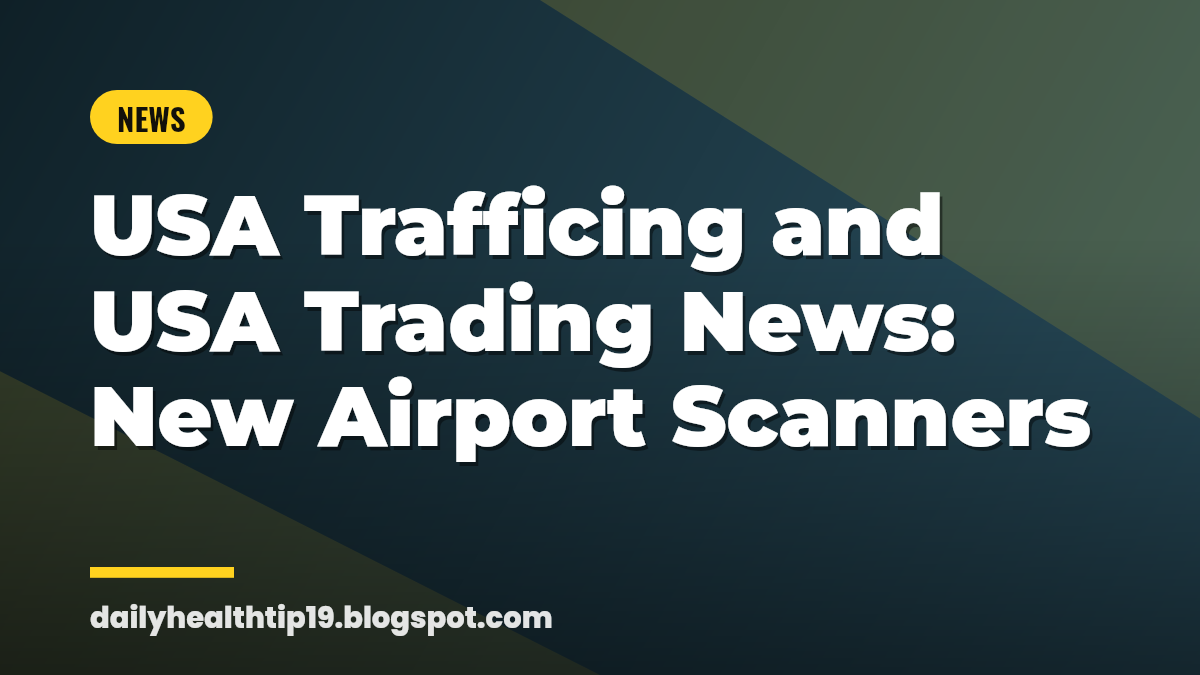 NEWS
USA Trafficing and
USA Trading News:
New Airport Scanners
dailyhealthtip19.blogspot.com